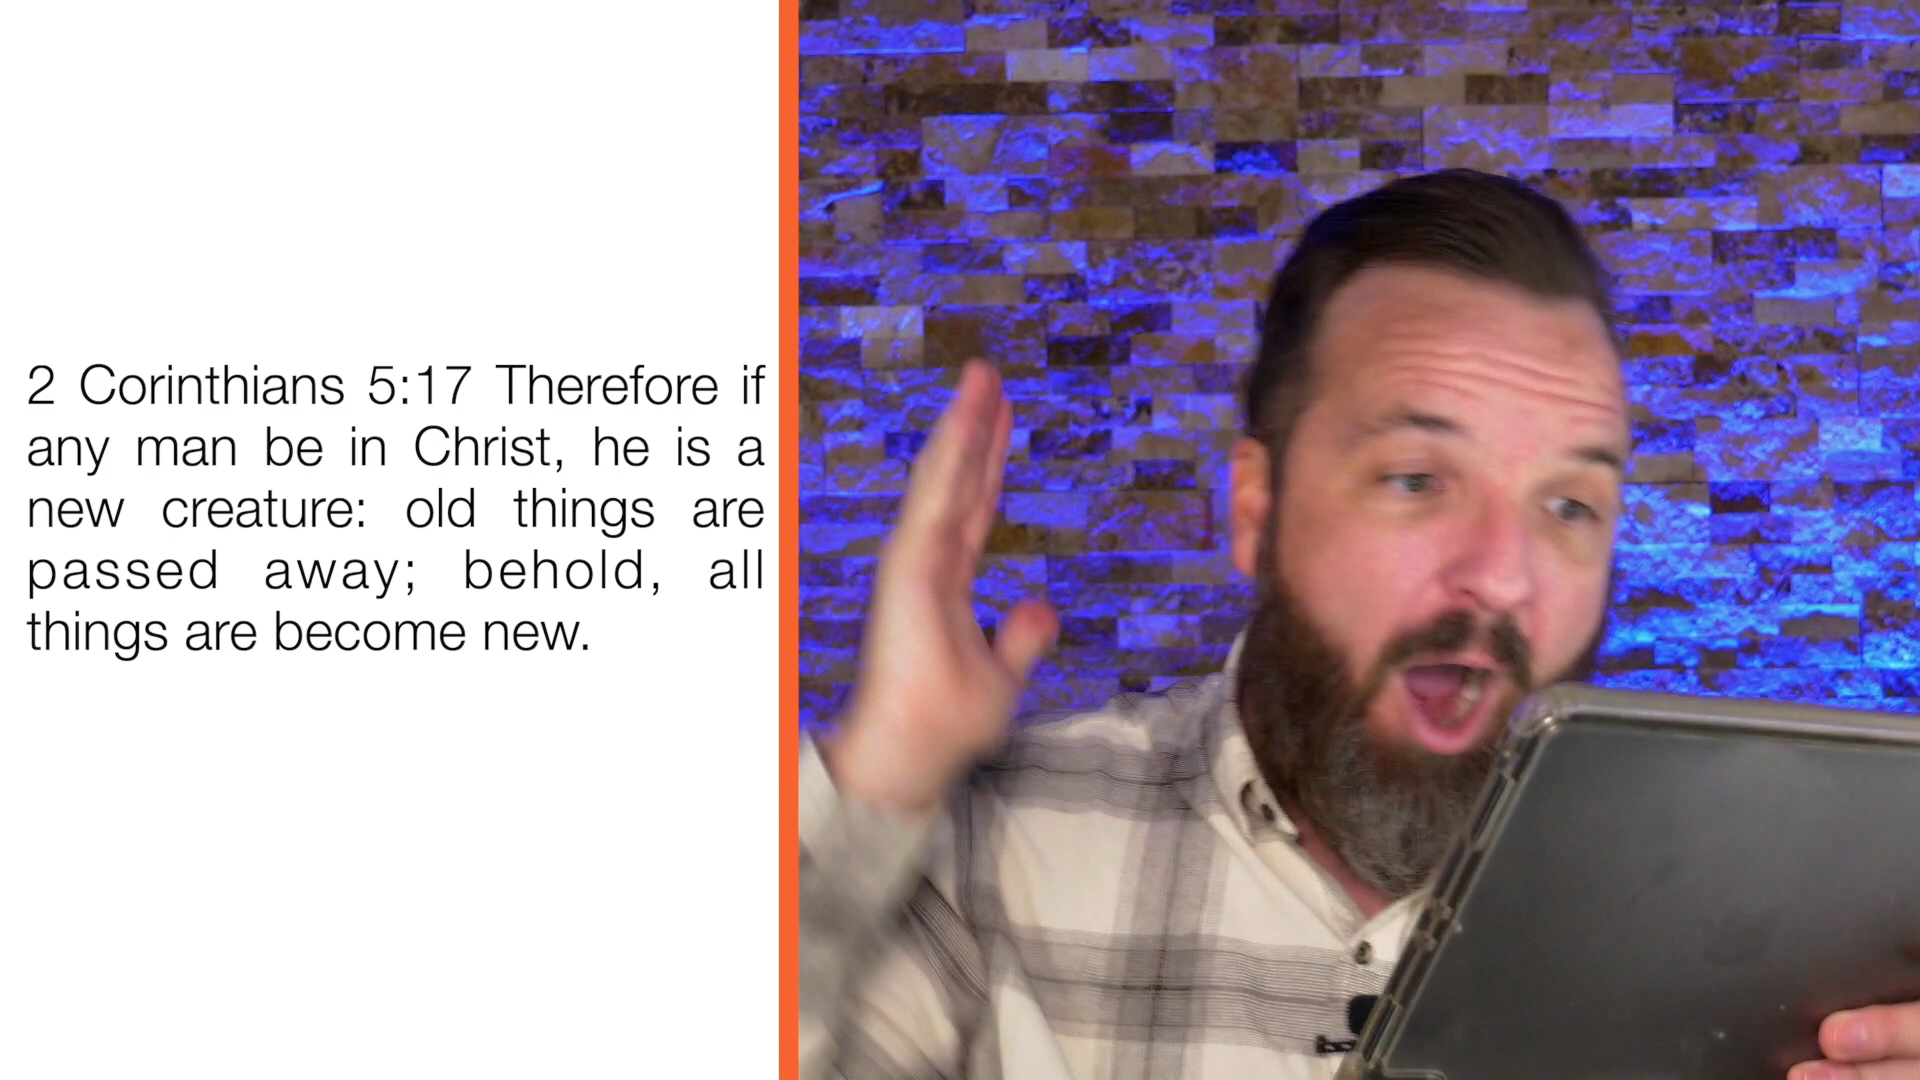 2 Corinthians 5:17 Therefore if
any man be in Christ, he is a
new creature: old things are
passed away; behold, all
things are become new.